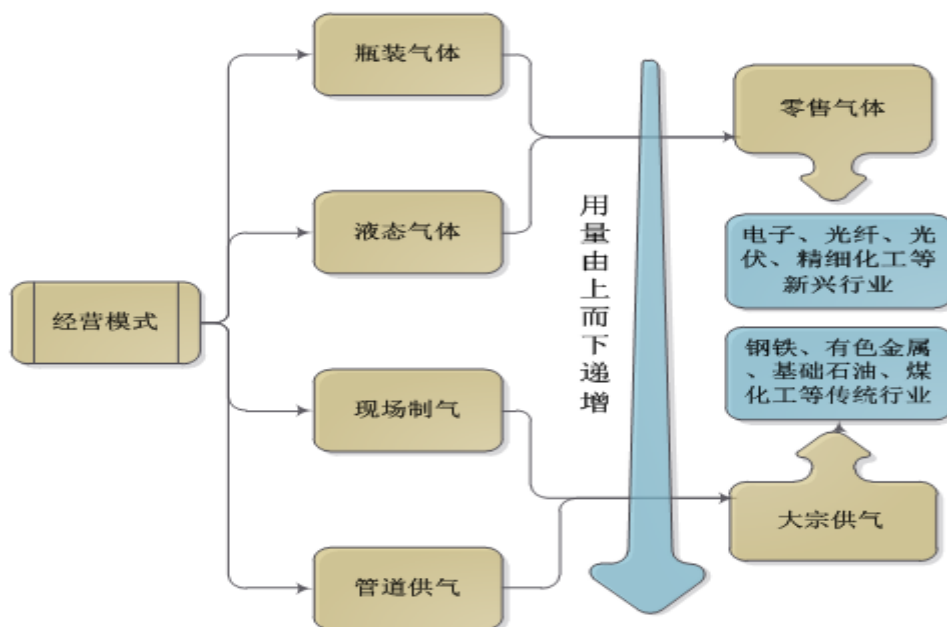 瓶装气体
零售气体
液态气体
用量由上而下递增
电子、光纤、光
伏、精细化工等
新兴行业
经营模式
钢铁、有色金属
、基础石油、煤
化工等传统行业
现场制气
大宗供气
管道供气